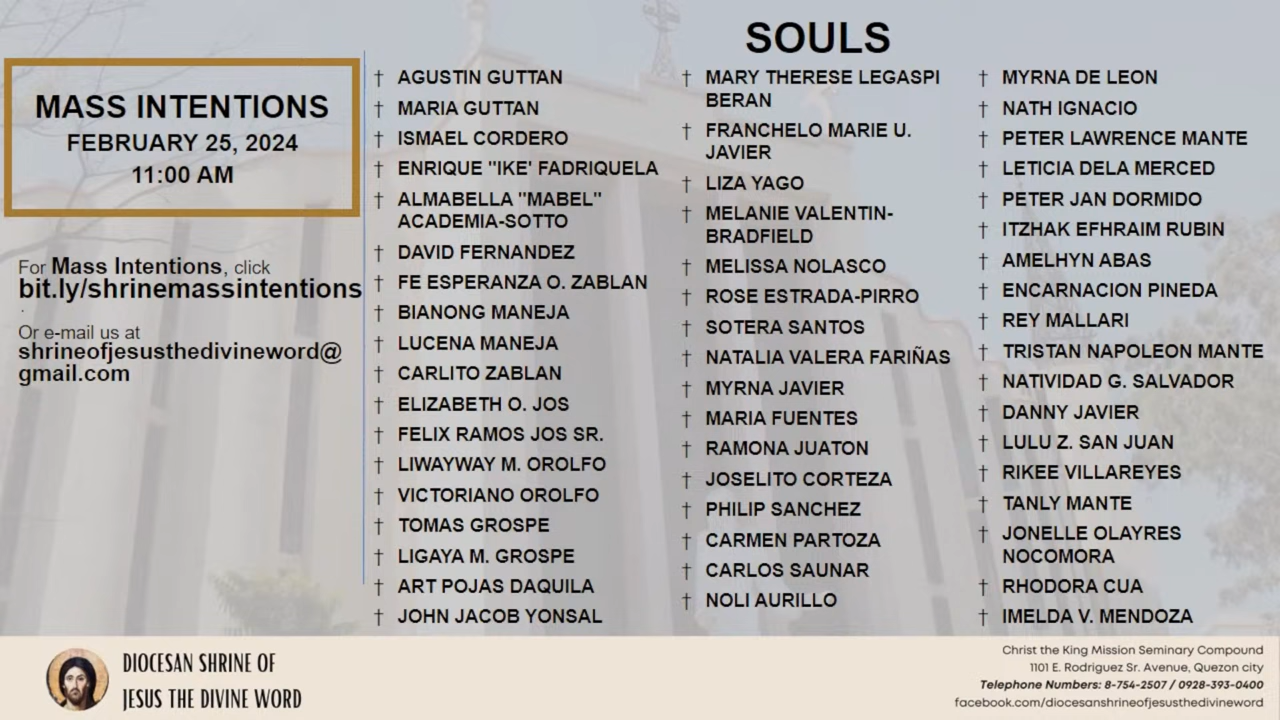 SOULS
MASS INTENTIONS
FEBRUARY 25, 2024
11:00 AM
For Mass Intentions, click
bit.ly/shrinemassintentions
.
Or e-mail us at
shrineofjesusthedivineword@
gmail.com
† AGUSTIN GUTTAN
† MARIA GUTTAN
† ISMAEL CORDERO
† ENRIQUE "IKE' FADRIQUELA
† ALMABELLA "MABEL"
ACADEMIA-SOTTO
† DAVID FERNANDEZ
† FE ESPERANZA O. ZABLAN
† BIANONG MANEJA
† LUCENA MANEJA
† CARLITO ZABLAN
† ELIZABETH O. JOS
† FELIX RAMOS JOS SR.
† LIWAYWAY M. OROLFO
† VICTORIANO OROLFO
† TOMAS GROSPE
† LIGAYA M. GROSPE
† ART POJAS DAQUILA
† JOHN JACOB YONSAL
† MARY THERESE LEGASPI
BERAN
† FRANCHELO MARIE U.
JAVIER
† LIZA YAGO
† MELANIE VALENTIN-
BRADFIELD
† MELISSA NOLASCO
† ROSE ESTRADA-PIRRO
† SOTERA SANTOS
† NATALIA VALERA FARIÑAS
† MYRNA JAVIER
† MARIA FUENTES
† RAMONA JUATON
† JOSELITO CORTEZA
† PHILIP SANCHEZ
† CARMEN PARTOZA
† CARLOS SAUNAR
† NOLI AURILLO
† MYRNA DE LEON
† NATH IGNACIO
† PETER LAWRENCE MANTE
† LETICIA DELA MERCED
† PETER JAN DORMIDO
† ITZHAK EFHRAIM RUBIN
† AMELHYN ABAS
† ENCARNACION PINEDA
† REY MALLARI
† TRISTAN NAPOLEON MANTE
† NATIVIDAD G. SALVADOR
† DANNY JAVIER
† LULU Z. SAN JUAN
† RIKEE VILLAREYES
† TANLY MANTE
† JONELLE OLAYRES
NOCOMORA
† RHODORA CUA
† IMELDA V. MENDOZA
DIOCESAN SHRINE OF
JESUS THE DIVINE WORD
Christ the King Mission Seminary Compound
1101 E. Rodriguez Sr. Avenue, Quezon city
Telephone Numbers: 8-754-2507 / 0928-393-0400
facebook.com/diocesanshrineofjesusthedivineword